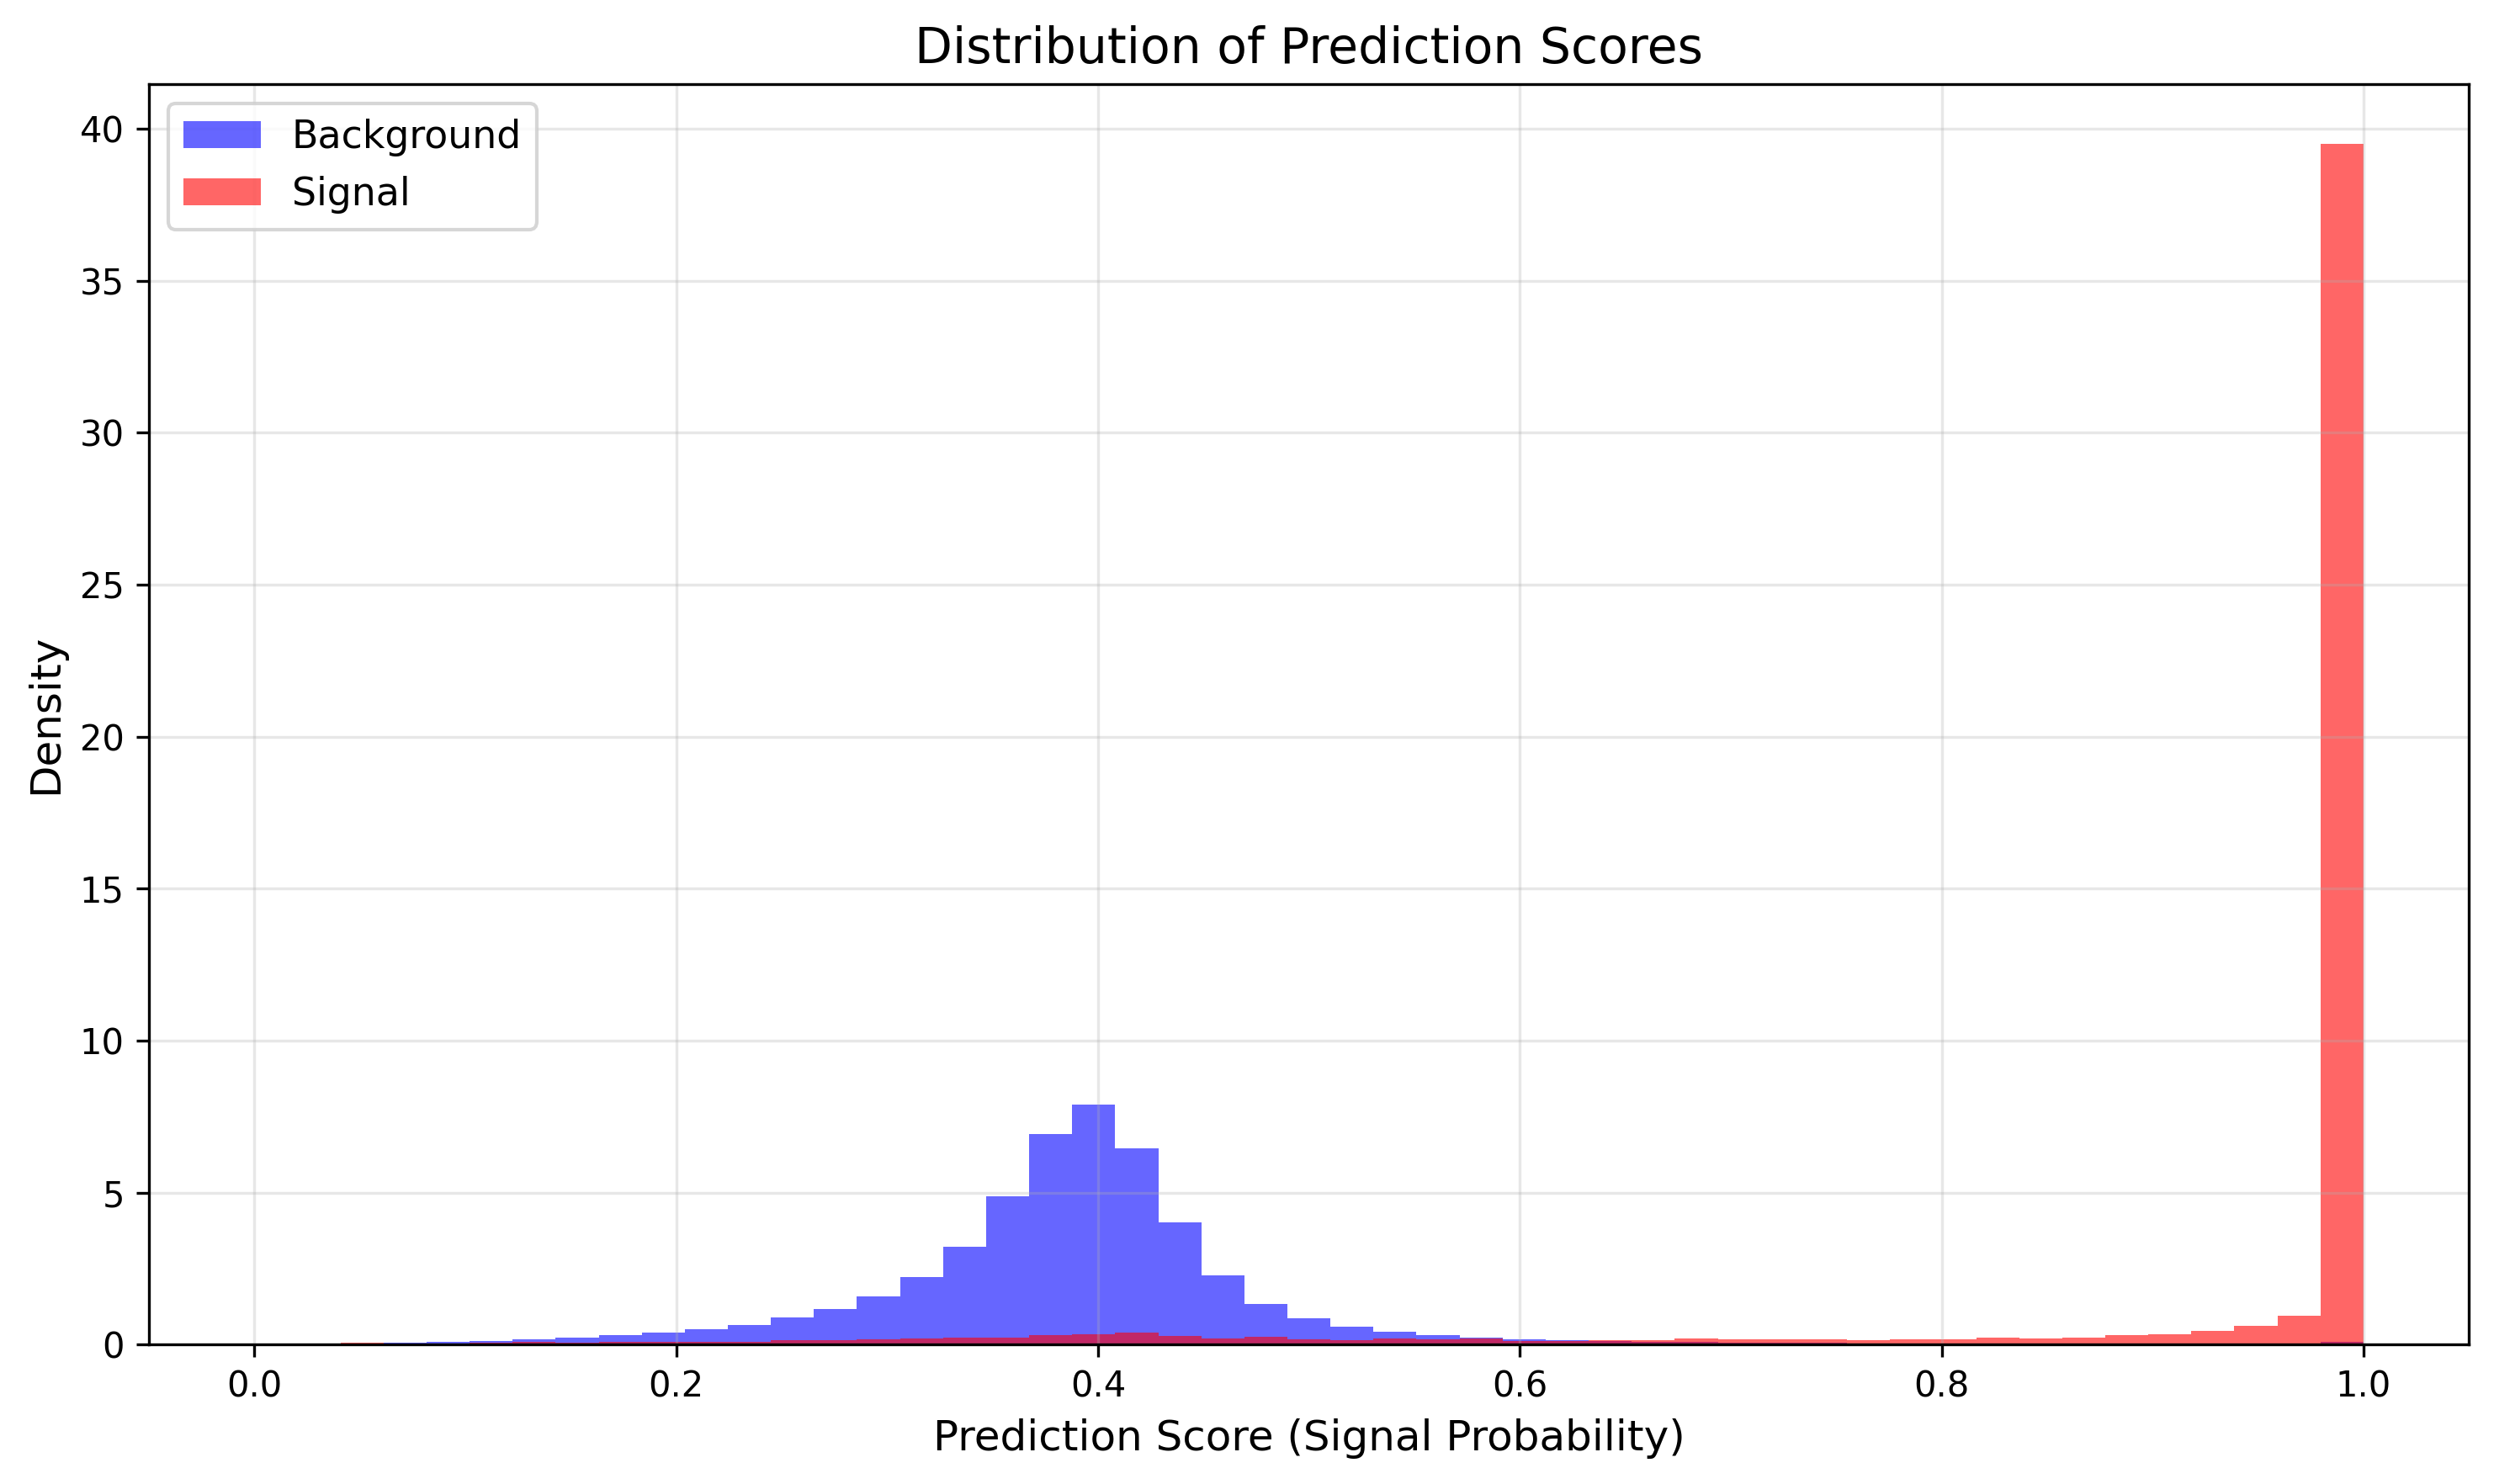 Distribution of Prediction Scores
Background
Signal
40
35
30
25
20
15
10
5
0
Density
0.0 0.2 0.4 0.6 0.8 1.0
Prediction Score (Signal Probability)